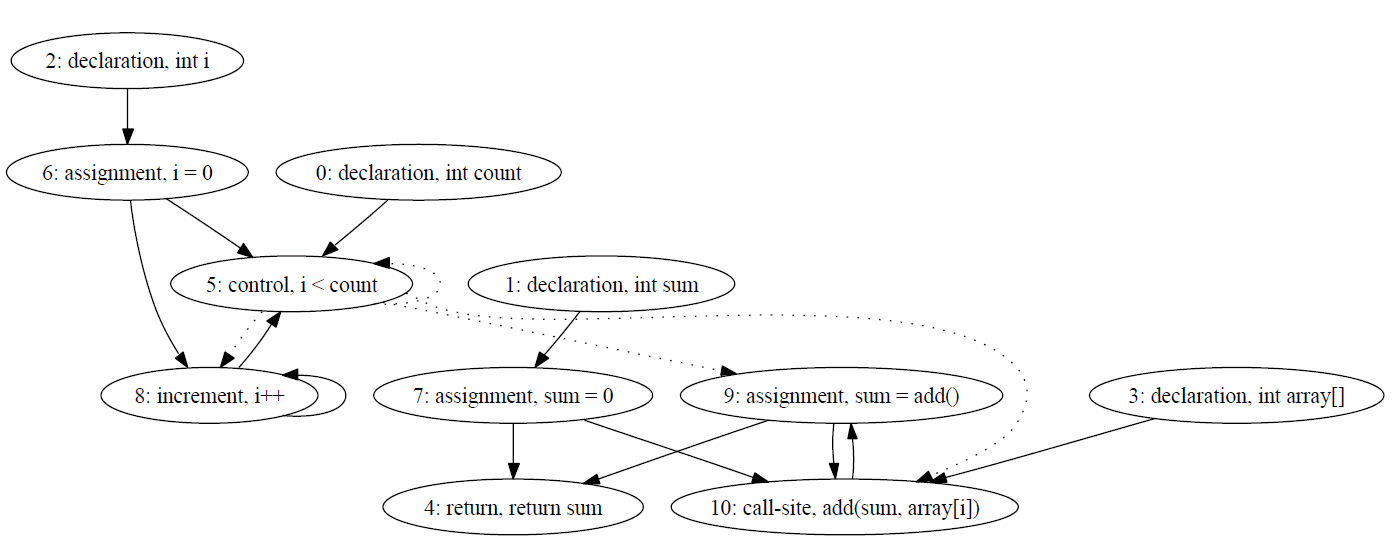 2: declaration, int i
6: assignment, i = 0
0: declaration, int count
5: control, i < count
1: declaration, int sum
8: increment, i++
7: assignment, sum = 0
9: assignment, sum = add()
3: declaration, int array[]
4: return, return sum
10: call-site, add(sum, array[i])